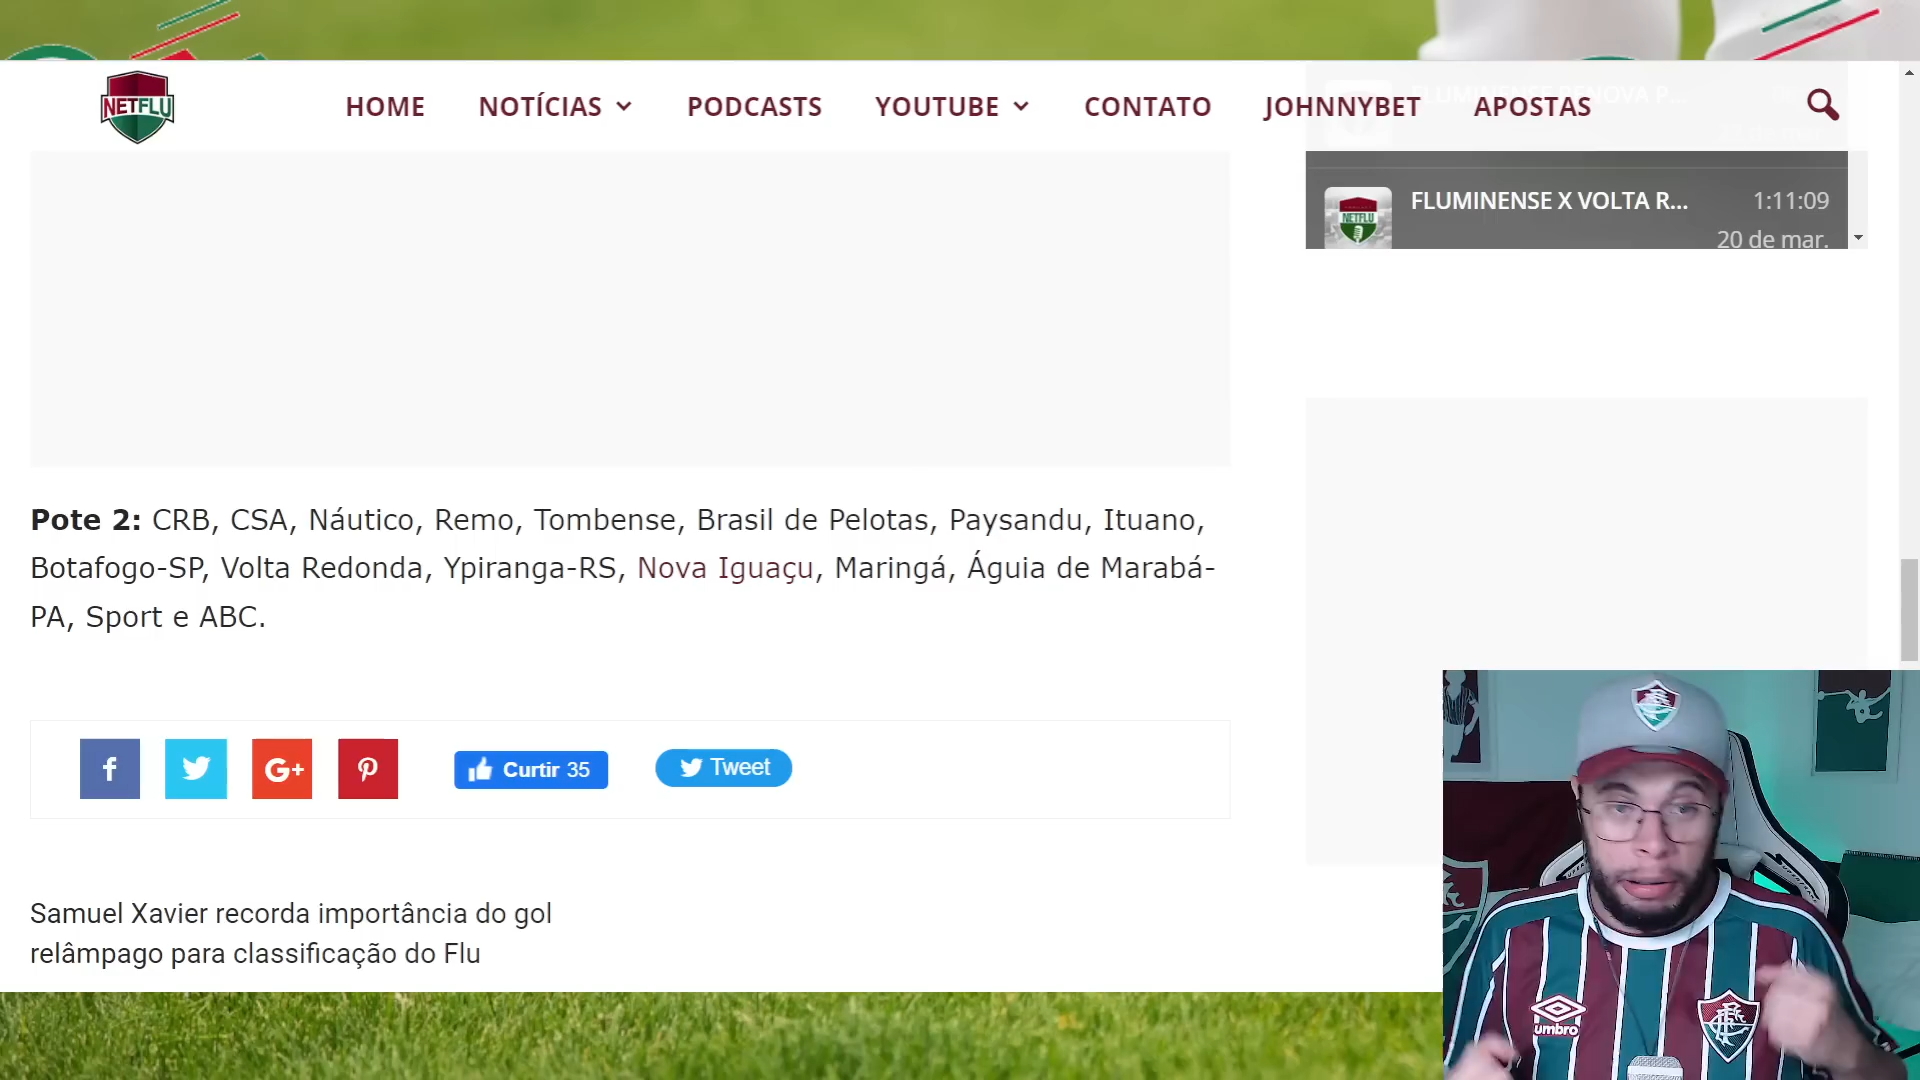 NETFLU
HOME NOTÍCIAS PODCASTS YOUTUBE CONTATO JOHNNYBET APOSTAS
FLUMINENSE RENOVA P...
FLUMINENSE X VOLTA R... 1:11:09
20 de mar.
NETFLU
Pote 2: CRB, CSA, Náutico, Remo, Tombense, Brasil de Pelotas, Paysandu, Ituano,
Botafogo-SP, Volta Redonda, Ypiranga-RS, Nova Iguaçu, Maringá, Águia de Marabá-
PA, Sport e ABC.
f G+ Curtir 35 Tweet
Samuel Xavier recorda importância do gol
relâmpago para classificação do Flu
umbro